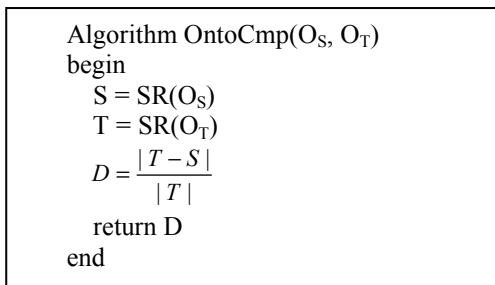 Algorithm OntoCmp(O_S, O_T)
begin
S = SR(O_S)
T = SR(O_T)
D = |T − S| / |T|
return D
end